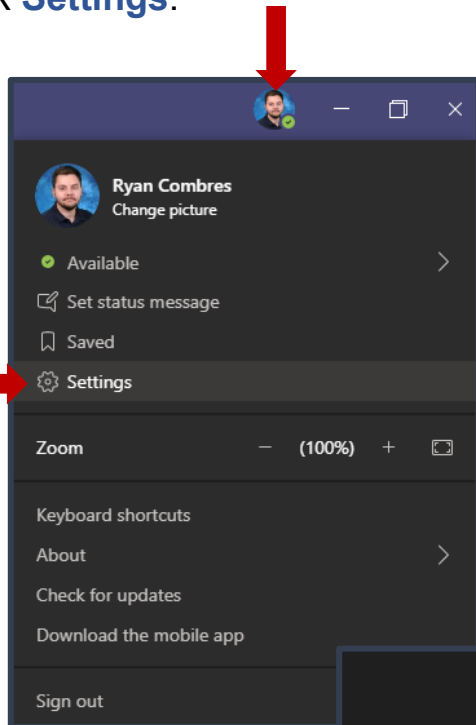 Settings.
Ryan Combres
Change picture
Available
Set status message
Saved
Settings
Zoom – (100%) +
Keyboard shortcuts
About
Check for updates
Download the mobile app
Sign out